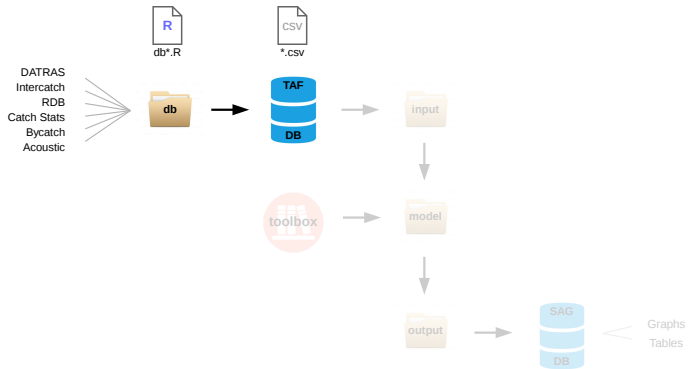 R
db*.R
CSV
*.csv
DATRAS
Intercatch
RDB
Catch Stats
Bycatch
Acoustic
db
TAF
DB
input
toolbox
model
output
SAG
DB
Graphs
Tables